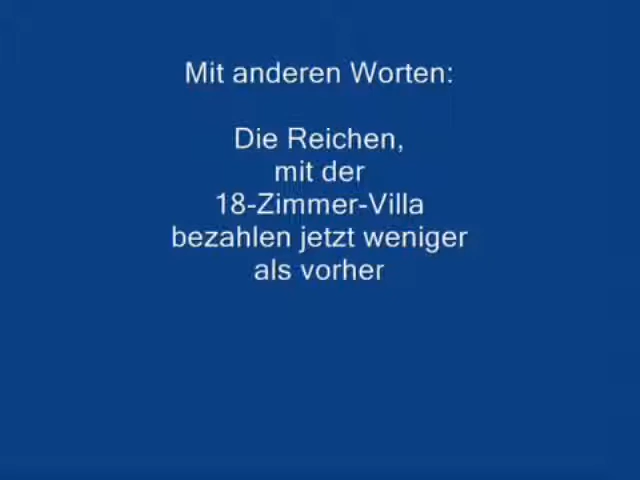 Mit anderen Worten:
Die Reichen,
mit der
18-Zimmer-Villa
bezahlen jetzt weniger
als vorher